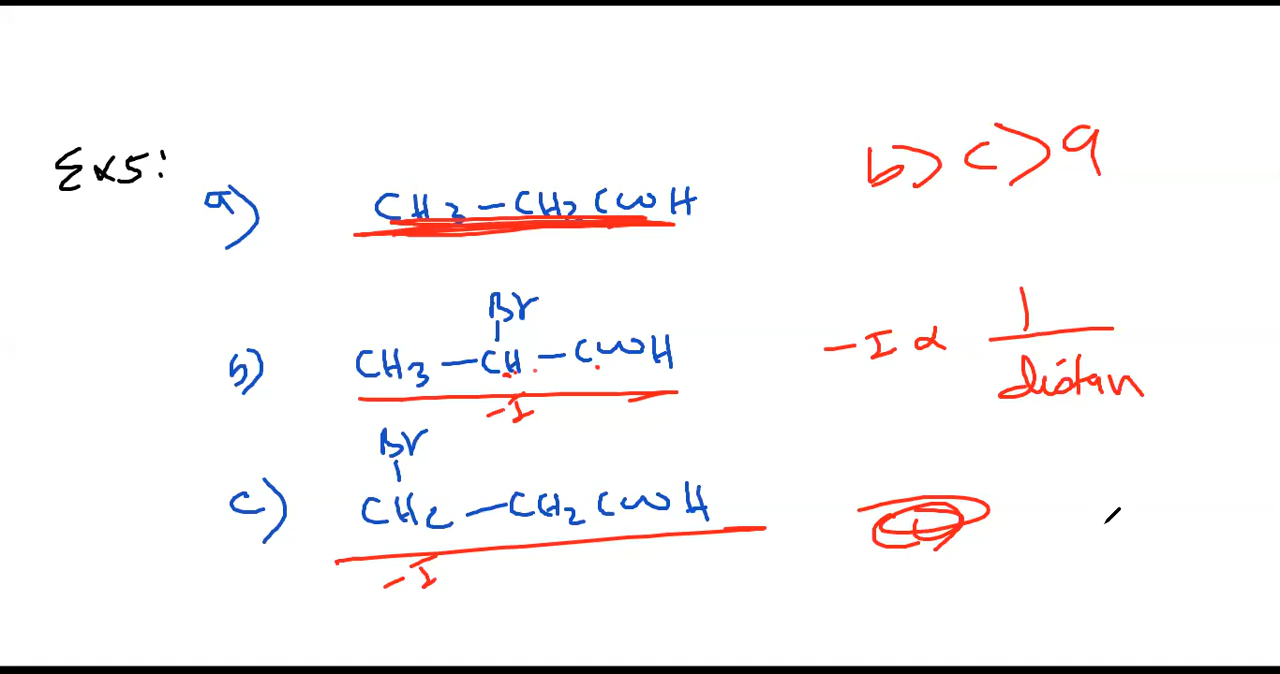 Ex5:
a) CH3-CH2COOH
b>c>a
Br
b) CH3-CH-COOH
-I
-I α 1/distan
Br
c) CH2-CH2COOH
-I